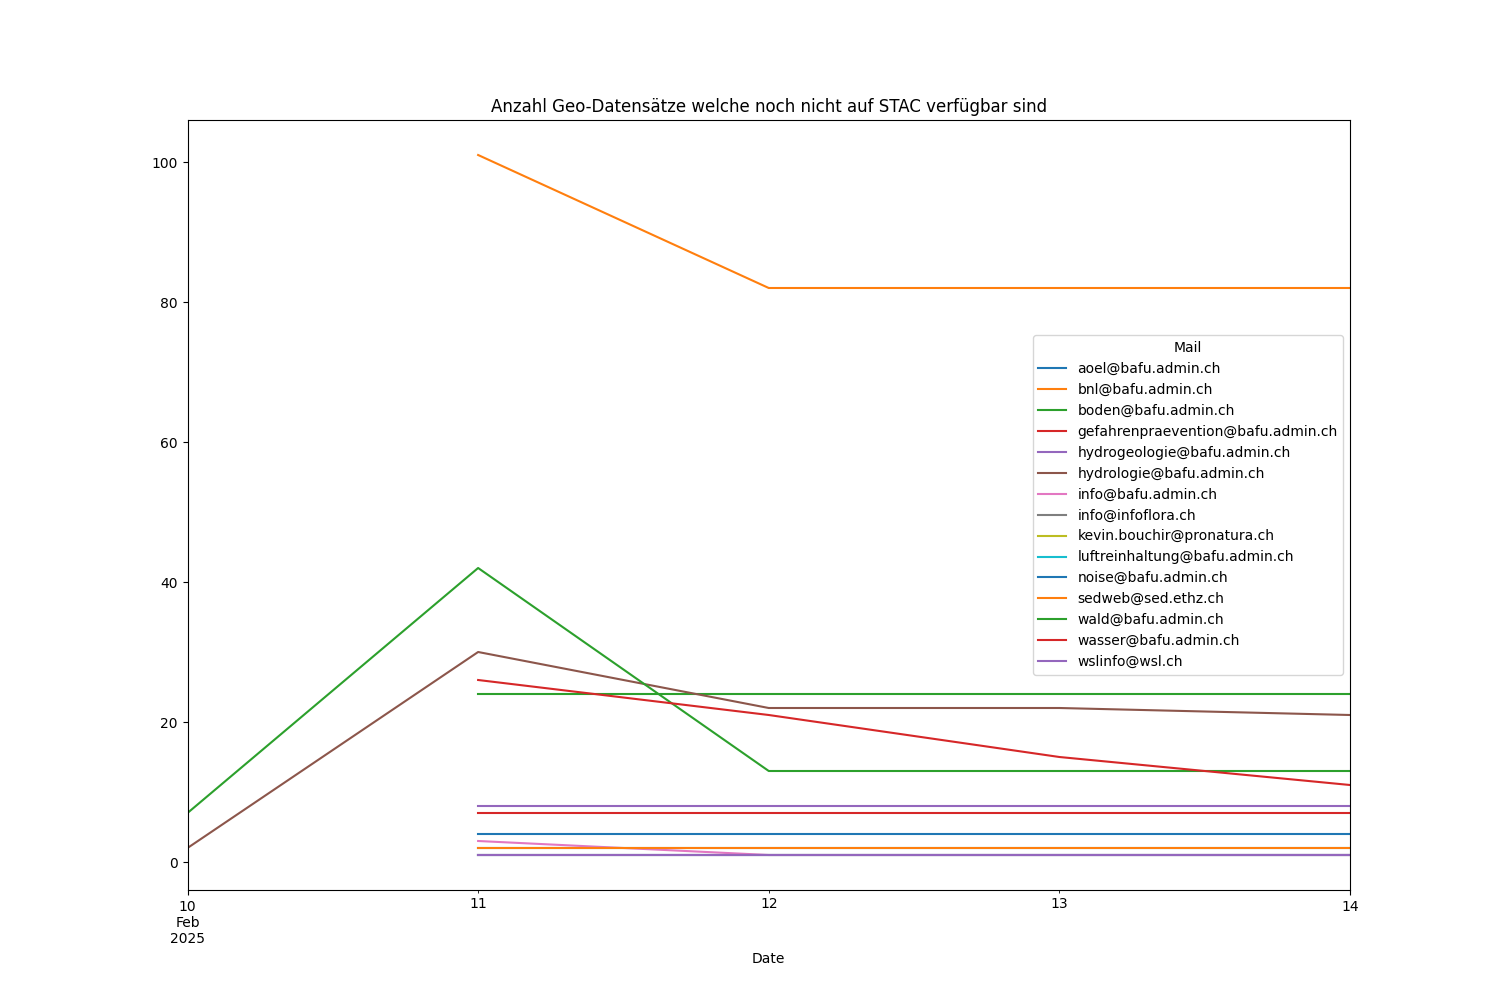 Anzahl Geo-Datensätze welche noch nicht auf STAC verfügbar sind
100
80
60
40
20
0
Mail
aoel@bafu.admin.ch
bnl@bafu.admin.ch
boden@bafu.admin.ch
gefahrenpraevention@bafu.admin.ch
hydrogeologie@bafu.admin.ch
hydrologie@bafu.admin.ch
info@bafu.admin.ch
info@infoflora.ch
kevin.bouchir@pronatura.ch
luftreinhaltung@bafu.admin.ch
noise@bafu.admin.ch
sedweb@sed.ethz.ch
wald@bafu.admin.ch
wasser@bafu.admin.ch
wslinfo@wsl.ch
10 11 12 13 14
Feb
2025
Date